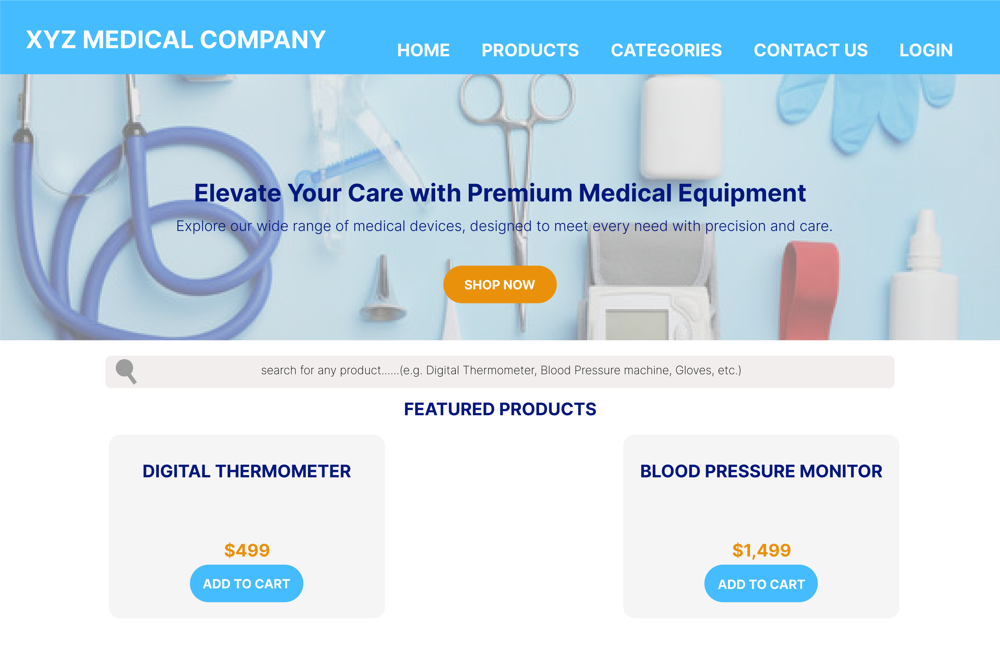 XYZ MEDICAL COMPANY
HOME PRODUCTS CATEGORIES CONTACT US LOGIN
Elevate Your Care with Premium Medical Equipment
Explore our wide range of medical devices, designed to meet every need with precision and care.
SHOP NOW
search for any product......(e.g. Digital Thermometer, Blood Pressure machine, Gloves, etc.)
FEATURED PRODUCTS
DIGITAL THERMOMETER
$499
ADD TO CART
BLOOD PRESSURE MONITOR
$1,499
ADD TO CART